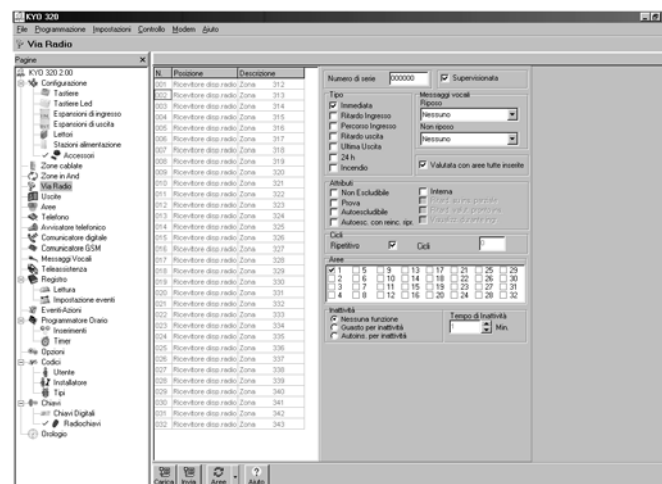 KYO 320
File Programmazione Impostazioni Controllo Modem Aiuto
Via Radio
Pagine
KYO 320 2.00
Configurazione
Tastiere
Tastiere Led
Espansioni di ingresso
Espansioni di uscita
Lettori
Stazioni alimentazione
Accessori
Zone cablate
Zone in And
Via Radio
Uscite
Aree
Telefono
Avvisatore telefonico
Comunicatore digitale
Comunicatore GSM
Messaggi Vocali
Teleassistenza
Registro
Lettura
Impostazione eventi
Eventi-Azioni
Programmatore Orario
Inserimenti
Timer
Opzioni
Codici
Utente
Installatore
Tipi
Chiavi
Chiavi Digitali
Radiochiavi
Orologio
N. Posizione Descrizione
001 Ricevitore disp.radio Zona 312
002 Ricevitore disp.radio Zona 313
003 Ricevitore disp.radio Zona 314
004 Ricevitore disp.radio Zona 315
005 Ricevitore disp.radio Zona 316
006 Ricevitore disp.radio Zona 317
007 Ricevitore disp.radio Zona 318
008 Ricevitore disp.radio Zona 319
009 Ricevitore disp.radio Zona 320
010 Ricevitore disp.radio Zona 321
011 Ricevitore disp.radio Zona 322
012 Ricevitore disp.radio Zona 323
013 Ricevitore disp.radio Zona 324
014 Ricevitore disp.radio Zona 325
015 Ricevitore disp.radio Zona 326
016 Ricevitore disp.radio Zona 327
017 Ricevitore disp.radio Zona 328
018 Ricevitore disp.radio Zona 329
019 Ricevitore disp.radio Zona 330
020 Ricevitore disp.radio Zona 331
021 Ricevitore disp.radio Zona 332
022 Ricevitore disp.radio Zona 333
023 Ricevitore disp.radio Zona 334
024 Ricevitore disp.radio Zona 335
025 Ricevitore disp.radio Zona 336
026 Ricevitore disp.radio Zona 337
027 Ricevitore disp.radio Zona 338
028 Ricevitore disp.radio Zona 339
029 Ricevitore disp.radio Zona 340
030 Ricevitore disp.radio Zona 341
031 Ricevitore disp.radio Zona 342
032 Ricevitore disp.radio Zona 343
Numero di serie 000000 Supervisionata
Tipo
Immediata
Ritardo Ingresso
Percorso Ingresso
Ritardo uscita
Ultima Uscita
24 h
Incendio
Messaggi vocali
Riposo
Nessuno
Non riposo
Nessuno
Valutata con aree tutte inserite
Attributi
Non Escludibile
Prova
Autoescludibile
Autoesc. con reinc. ripr.
Interna
Cicli
Ripetitivo Cicli 0
Aree
1 5 9 13 17 21 25 29
2 6 10 14 18 22 26 30
3 7 11 15 19 23 27 31
4 8 12 16 20 24 28 32
Inattività
Nessuna funzione
Guasto per inattività
Autoins. per inattività
Tempo di Inattività
1 Min.
Carica Invia Aree Aiuto